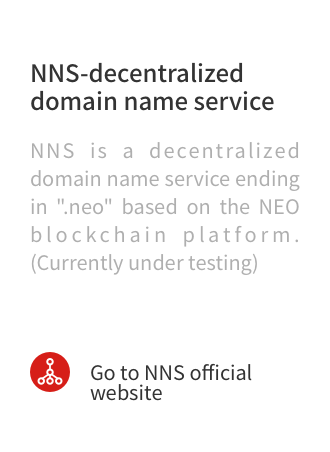 NNS-decentralized
domain name service
NNS is a decentralized
domain name service ending
in ".neo" based on the NEO
blockchain platform.
(Currently under testing)
Go to NNS official
website